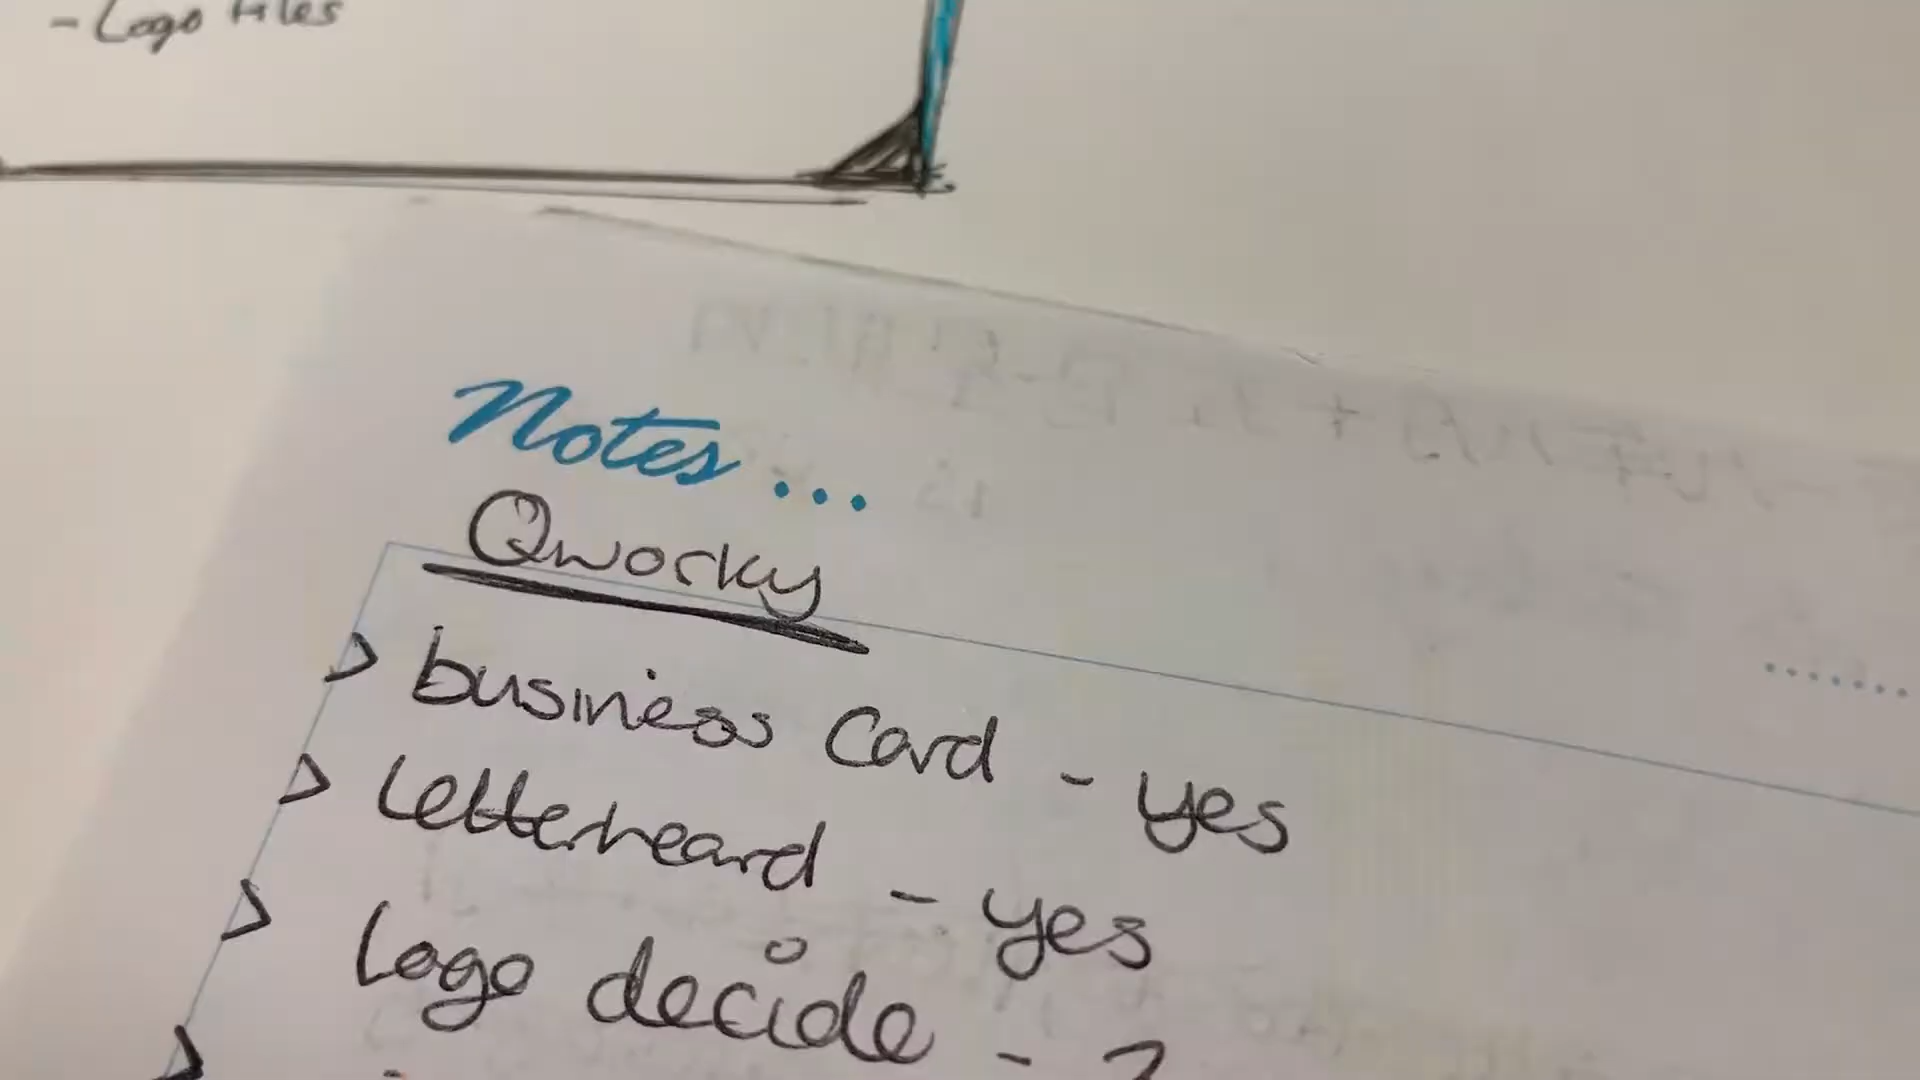 - Logo files
Notes...
Qworky
> business Card - yes
> Letterheard - yes
> Logo decide - ?
>